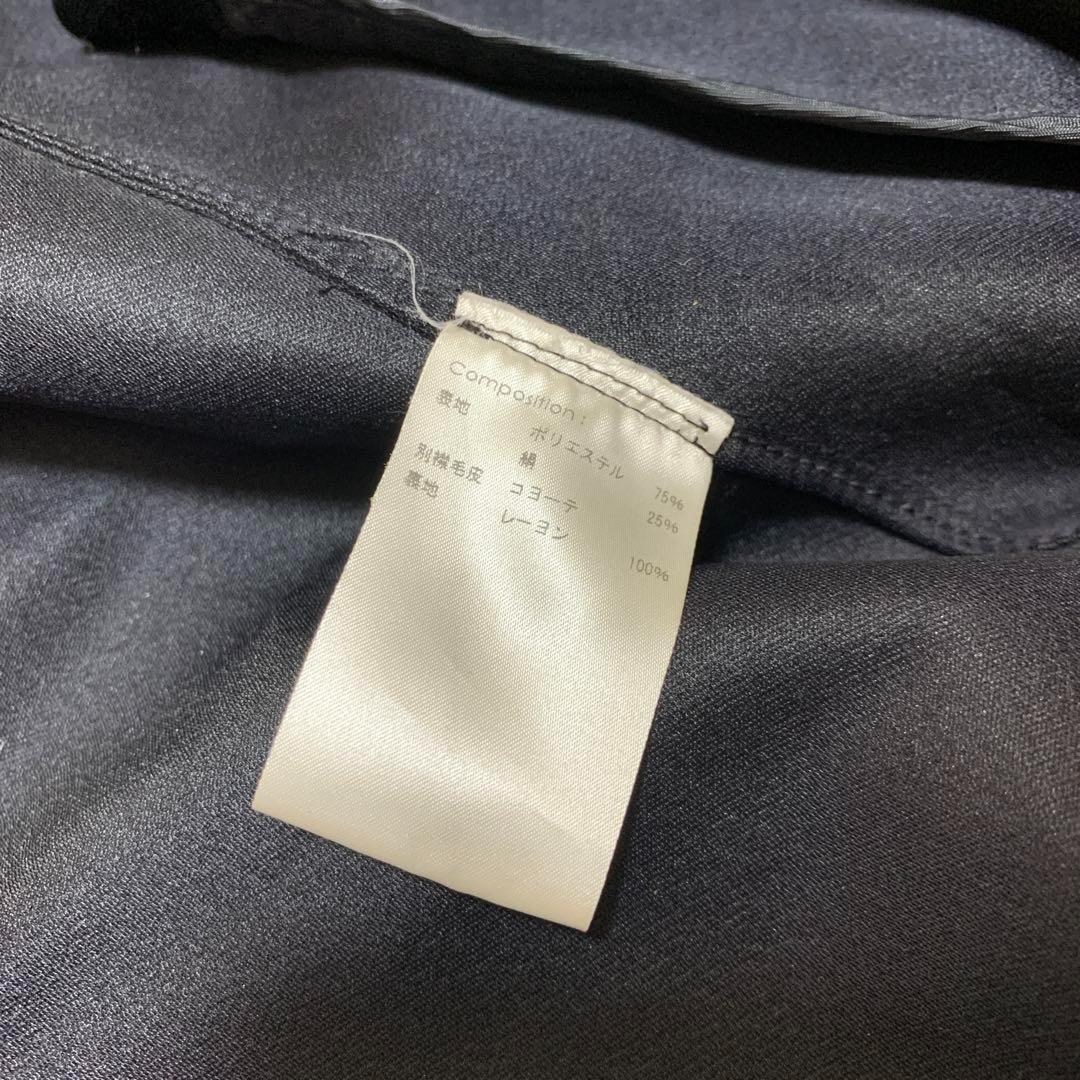 Composition :
表地 ポリエステル 75%
絹 25%
別襟毛皮 コヨーテ
裏地 レーヨン 100%